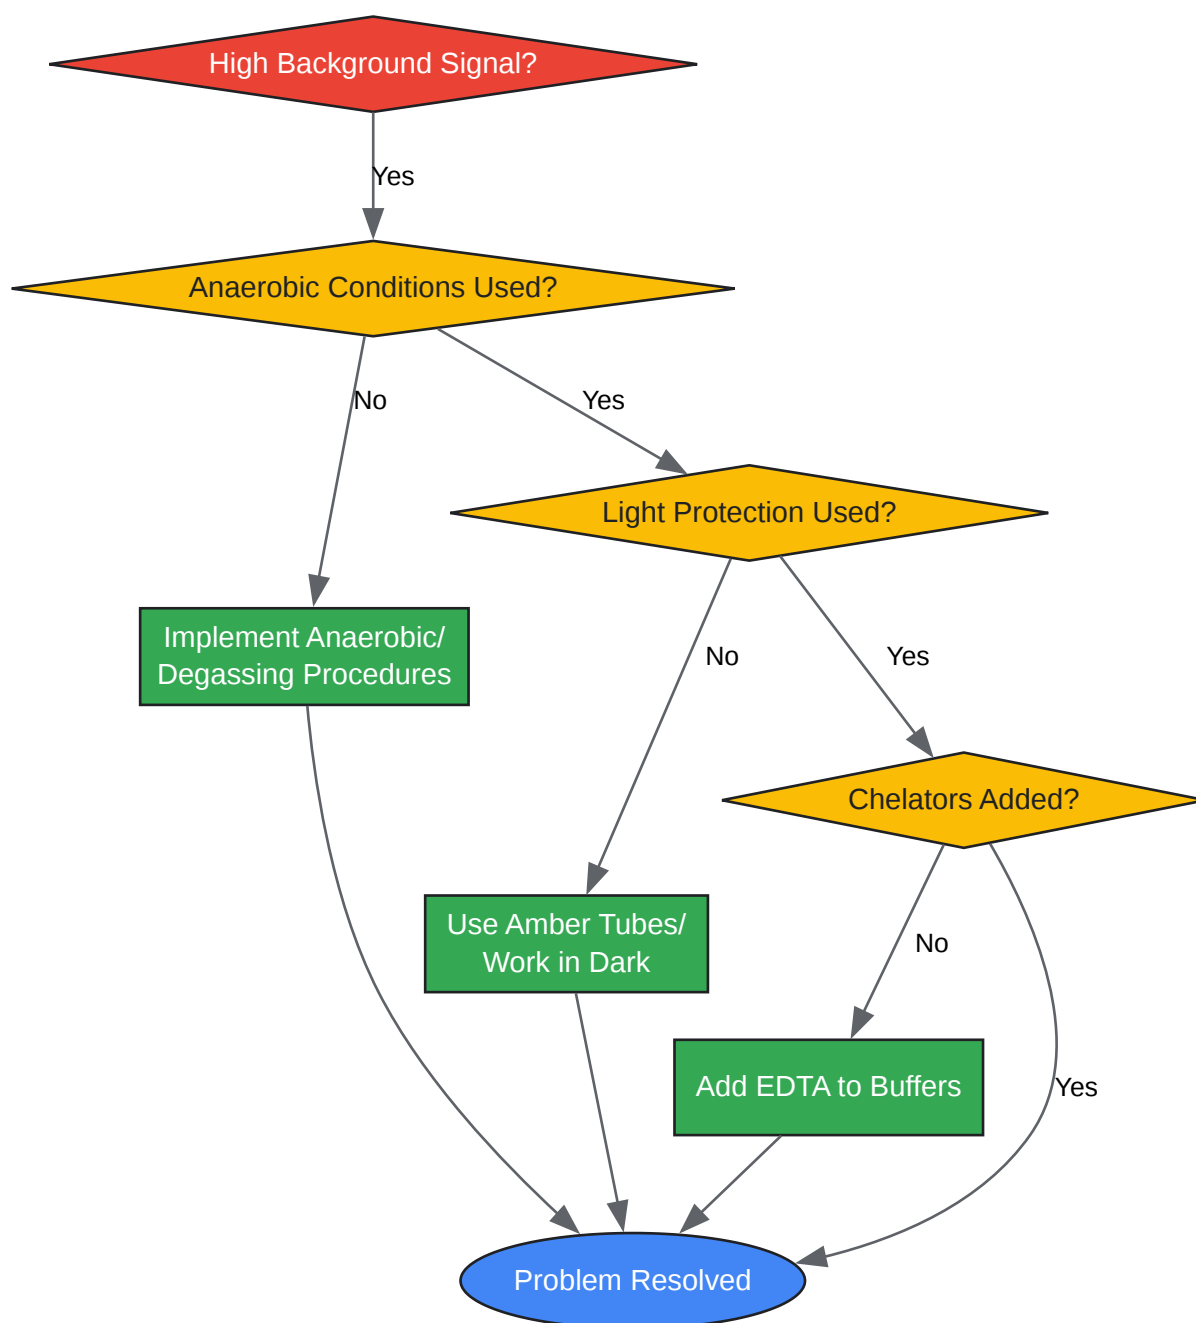 High Background Signal?
Yes
Anaerobic Conditions Used?
No
Yes
Light Protection Used?
Implement Anaerobic/
Degassing Procedures
No
Yes
Chelators Added?
Use Amber Tubes/
Work in Dark
No
Add EDTA to Buffers
Yes
Problem Resolved